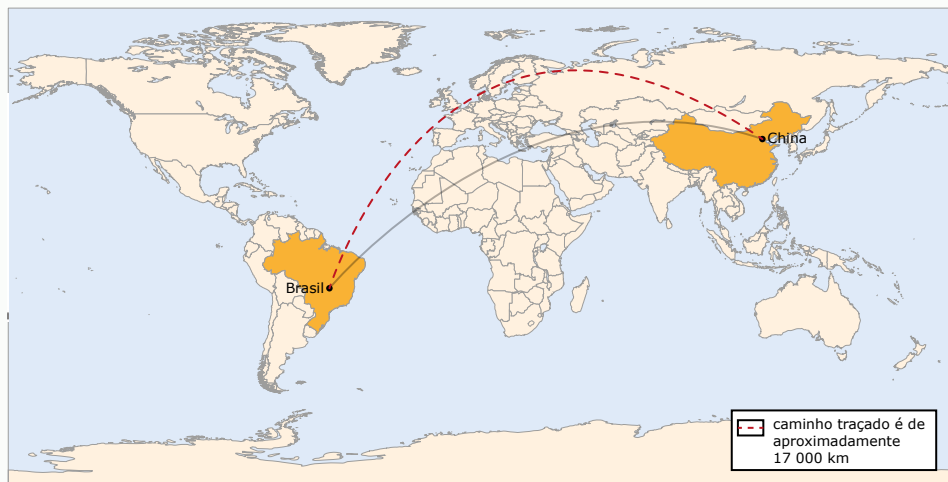 China
Brasil
caminho traçado é de
aproximadamente
17 000 km